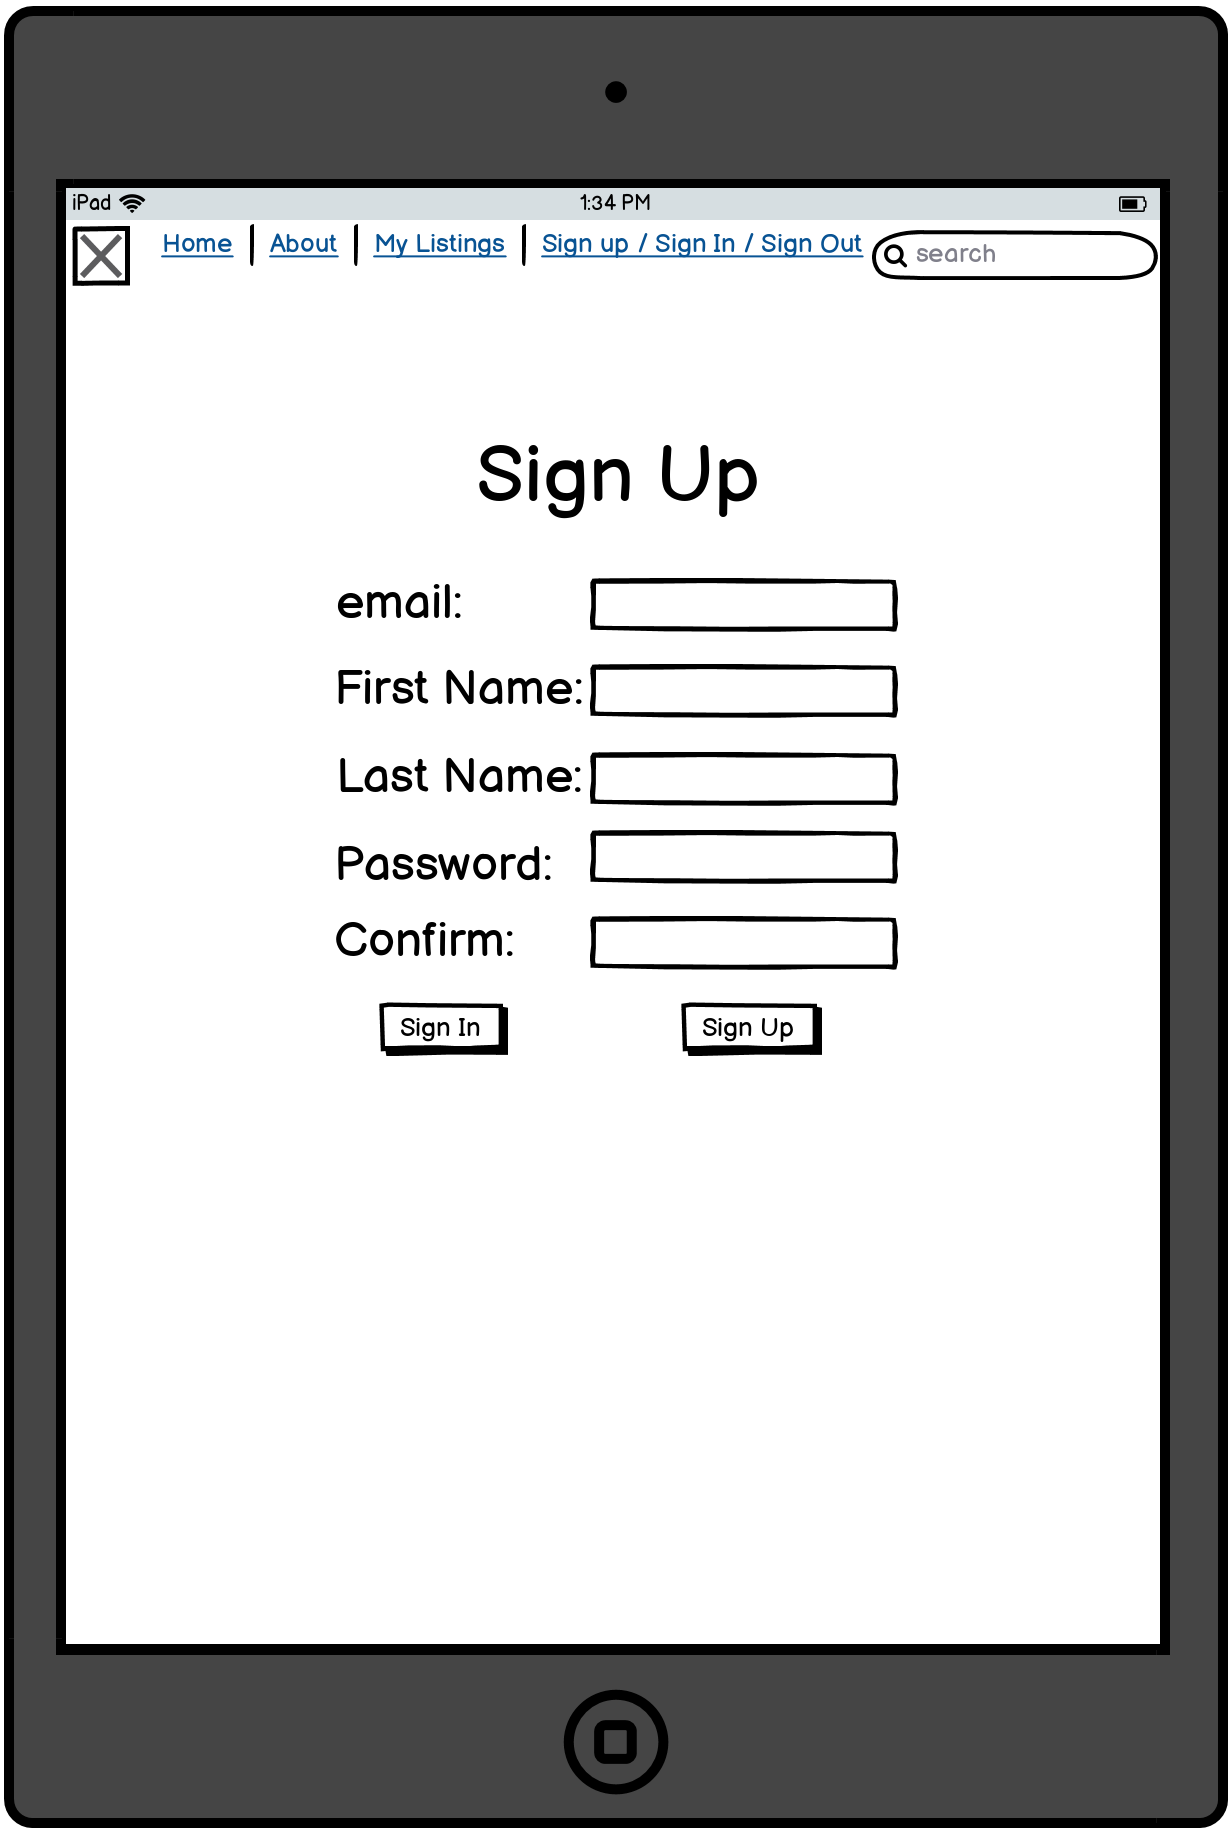 iPad 1:34 PM
Home About My Listings Sign up / Sign In / Sign Out search
Sign Up
email:
First Name:
Last Name:
Password:
Confirm:
Sign In Sign Up